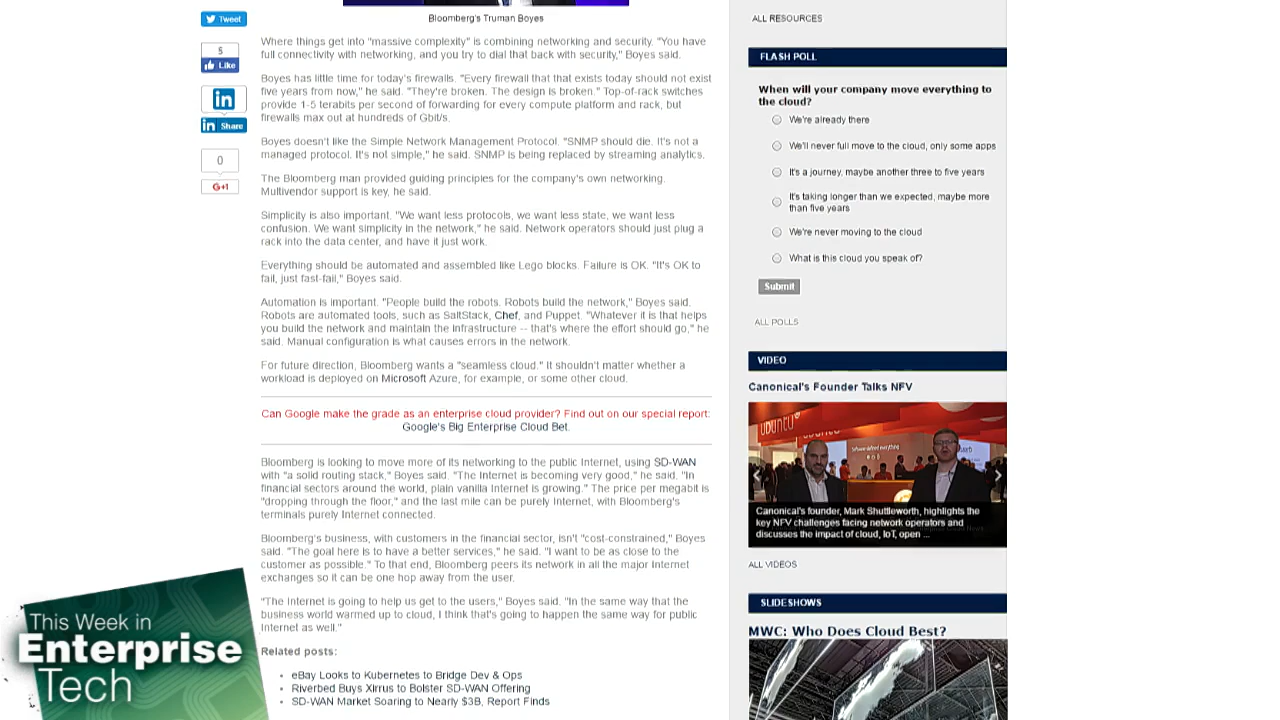 Tweet
5
Like
in
in Share
0
G+1
Bloomberg's Truman Boyes
Where things get into "massive complexity" is combining networking and security. "You have
full connectivity with networking, and you try to dial that back with security," Boyes said.
Boyes has little time for today's firewalls. "Every firewall that that exists today should not exist
five years from now," he said. "They're broken. The design is broken." Top-of-rack switches
provide 1-5 terabits per second of forwarding for every compute platform and rack, but
firewalls max out at hundreds of Gbit/s.
Boyes doesn't like the Simple Network Management Protocol. "SNMP should die. It's not a
managed protocol. It's not simple," he said. SNMP is being replaced by streaming analytics.
The Bloomberg man provided guiding principles for the company's own networking.
Multivendor support is key, he said.
Simplicity is also important. "We want less protocols, we want less state, we want less
confusion. We want simplicity in the network," he said. Network operators should just plug a
rack into the data center, and have it just work.
Everything should be automated and assembled like Lego blocks. Failure is OK. "It's OK to
fail, just fast-fail," Boyes said.
Automation is important. "People build the robots. Robots build the network," Boyes said.
Robots are automated tools, such as SaltStack, Chef, and Puppet. "Whatever it is that helps
you build the network and maintain the infrastructure -- that's where the effort should go," he
said. Manual configuration is what causes errors in the network.
For future direction, Bloomberg wants a "seamless cloud." It shouldn't matter whether a
workload is deployed on Microsoft Azure, for example, or some other cloud.
Can Google make the grade as an enterprise cloud provider? Find out on our special report:
Google's Big Enterprise Cloud Bet.
Bloomberg is looking to move more of its networking to the public Internet, using SD-WAN
with "a solid routing stack," Boyes said. "The Internet is becoming very good," he said. "In
financial sectors around the world, plain vanilla Internet is growing." The price per megabit is
"dropping through the floor," and the last mile can be purely Internet, with Bloomberg's
terminals purely Internet connected.
Bloomberg's business, with customers in the financial sector, isn't "cost-constrained," Boyes
said. "The goal here is to have a better services," he said. "I want to be as close to the
customer as possible." To that end, Bloomberg peers its network in all the major Internet
exchanges so it can be one hop away from the user.
"The Internet is going to help us get to the users," Boyes said. "In the same way that the
business world warmed up to cloud, I think that's going to happen the same way for public
Internet as well."
Related posts:
• eBay Looks to Kubernetes to Bridge Dev & Ops
• Riverbed Buys Xirrus to Bolster SD-WAN Offering
• SD-WAN Market Soaring to Nearly $3B, Report Finds
ALL RESOURCES
FLASH POLL
When will your company move everything to
the cloud?
We're already there
We'll never full move to the cloud, only some apps
It's a journey, maybe another three to five years
It's taking longer than we expected, maybe more
than five years
We're never moving to the cloud
What is this cloud you speak of?
Submit
ALL POLLS
VIDEO
Canonical's Founder Talks NFV
ubuntu
Canonical's founder, Mark Shuttleworth, highlights the
key NFV challenges facing network operators and
discusses the impact of cloud, IoT, open ...
ALL VIDEOS
SLIDESHOWS
MWC: Who Does Cloud Best?
This Week in
Enterprise
Tech